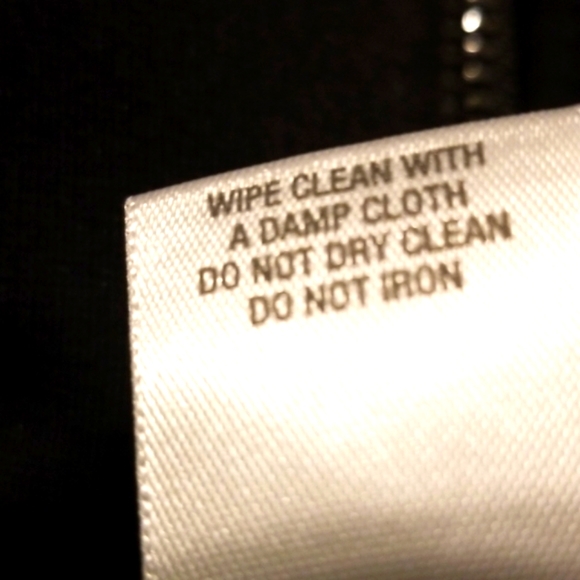 WIPE CLEAN WITH
A DAMP CLOTH
DO NOT DRY CLEAN
DO NOT IRON